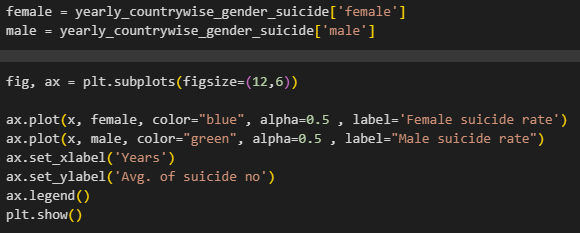 female = yearly_countrywise_gender_suicide['female']
male = yearly_countrywise_gender_suicide['male']
fig, ax = plt.subplots(figsize=(12,6))
ax.plot(x, female, color="blue", alpha=0.5 , label='Female suicide rate')
ax.plot(x, male, color="green", alpha=0.5 , label="Male suicide rate")
ax.set_xlabel('Years')
ax.set_ylabel('Avg. of suicide no')
ax.legend()
plt.show()